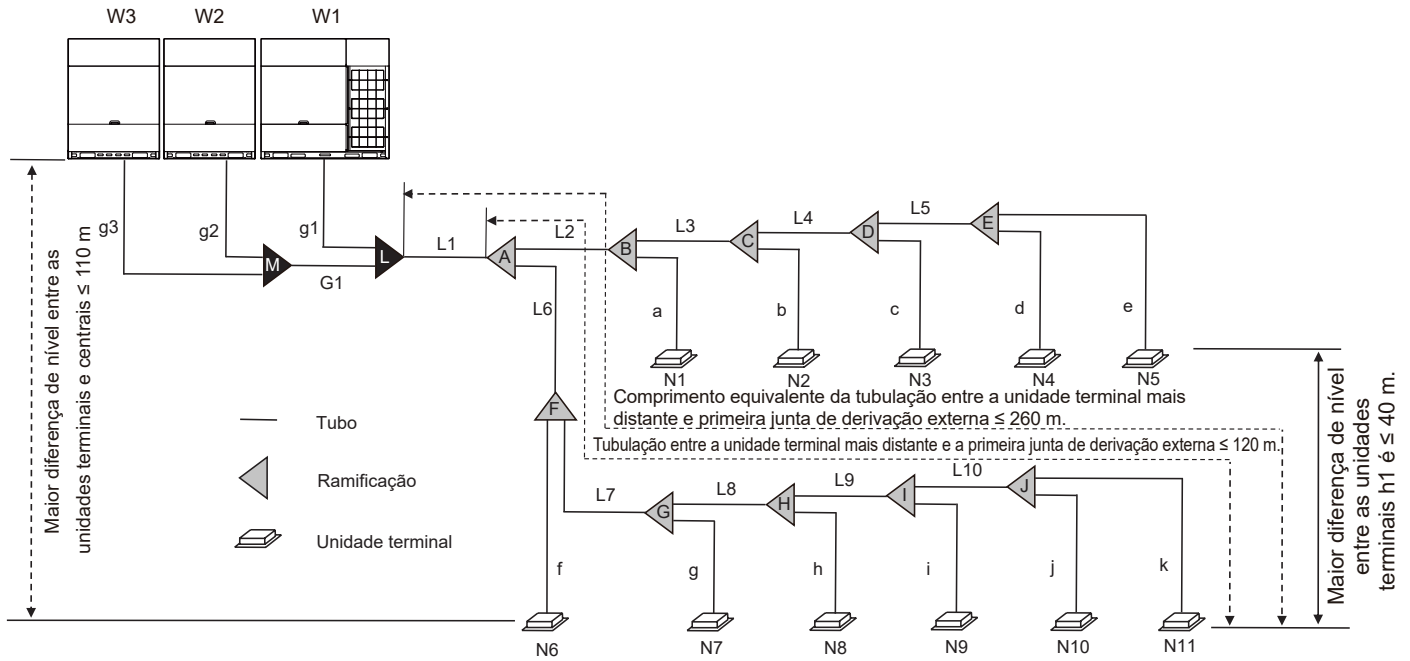 W3
W2
W1
Maior diferença de nível entre as
unidades terminais e centrais ≤ 110 m
g3
g2
g1
M
G1
L
L1
A
L2
B
L3
C
L4
D
L5
E
L6
a
b
c
d
e
N1
N2
N3
N4
N5
Comprimento equivalente da tubulação entre a unidade terminal mais
distante e primeira junta de derivação externa ≤ 260 m.
Tubulação entre a unidade terminal mais distante e a primeira junta de derivação externa ≤ 120 m.
Maior diferença de nível
entre as unidades
terminais h1 é ≤ 40 m.
Tubo
Ramificação
Unidade terminal
F
L7
G
L8
H
L9
I
L10
J
f
g
h
i
j
k
N6
N7
N8
N9
N10
N11